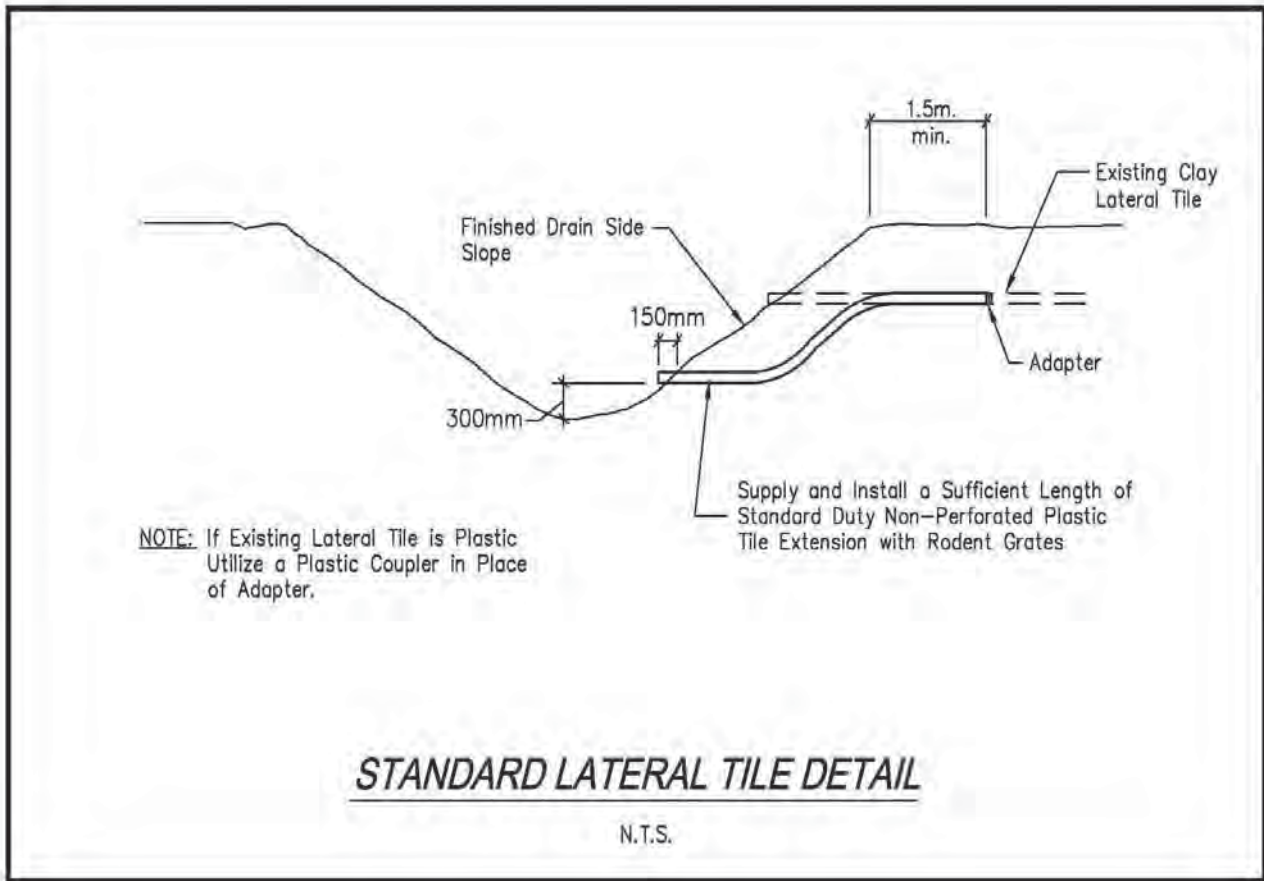 1.5m.
min.
Existing Clay
Lateral Tile
Finished Drain Side
Slope
150mm
Adapter
300mm
Supply and Install a Sufficient Length of
Standard Duty Non-Perforated Plastic
Tile Extension with Rodent Grates
NOTE: If Existing Lateral Tile is Plastic
Utilize a Plastic Coupler in Place
of Adapter.
STANDARD LATERAL TILE DETAIL
N.T.S.